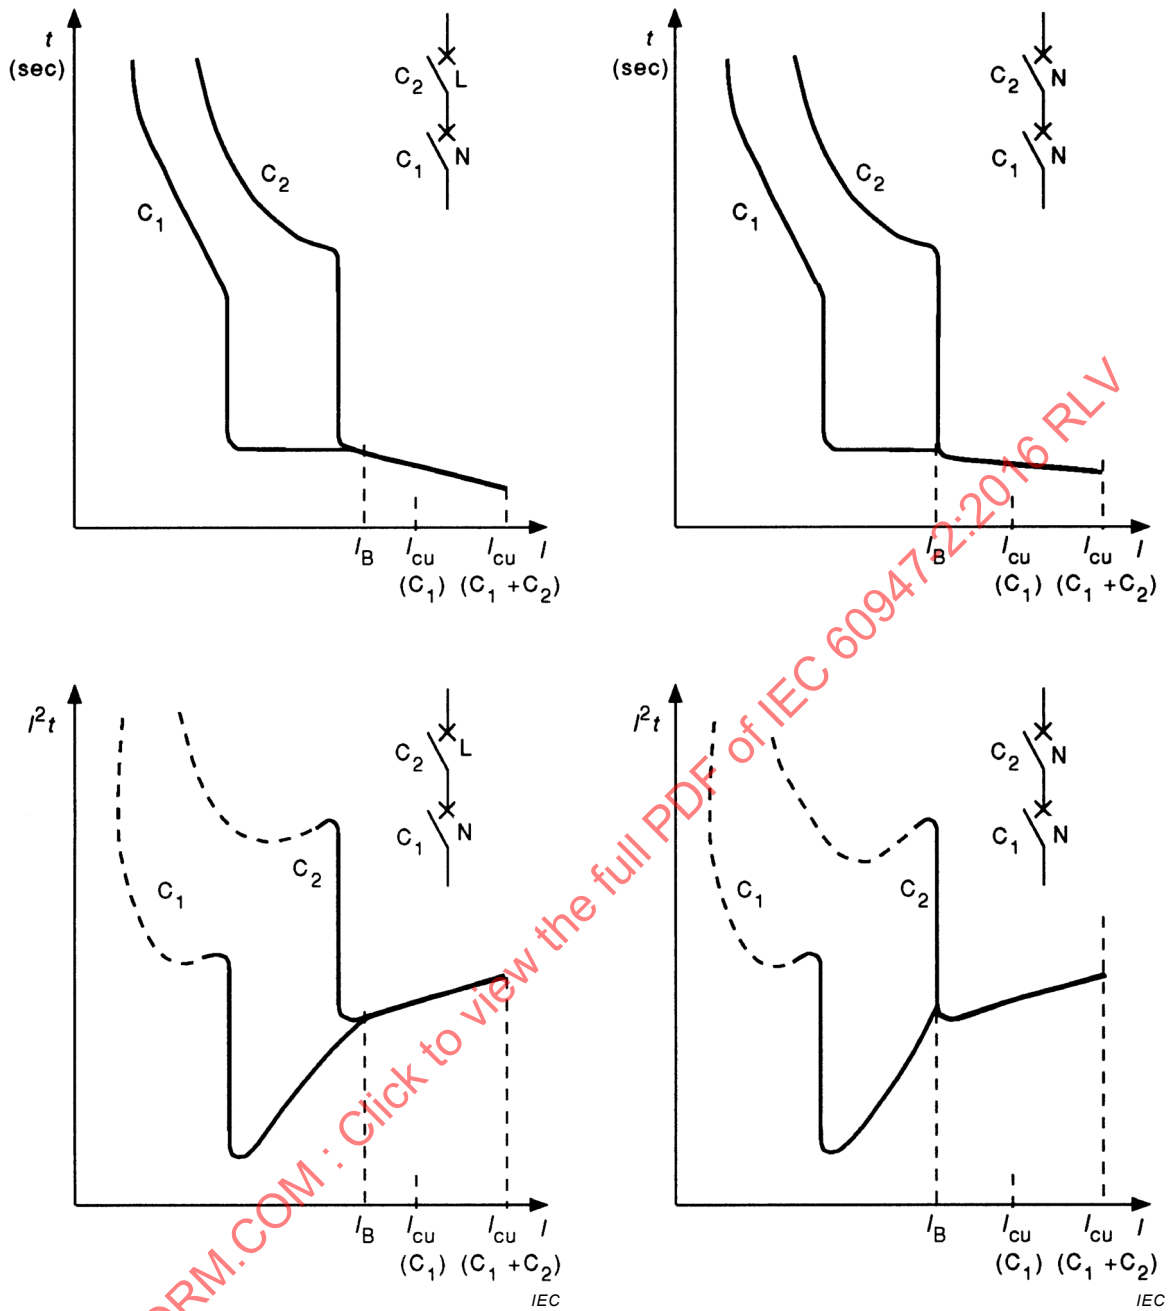 t
(sec)
C2
L
C1
N
C2
C1
IB
Icu
Icu
I
(C1)
(C1 +C2)
t
(sec)
C2
N
C1
N
C2
C1
IB
Icu
Icu
I
(C1)
(C1 +C2)
I2t
C2
L
C1
N
C2
C1
IB
Icu
Icu
I
(C1)
(C1 +C2)
IEC
I2t
C2
N
C1
N
C2
C1
IB
Icu
Icu
I
(C1)
(C1 +C2)
IEC
ORM.COM : Click to view the full PDF of IEC 60947-2:2016 RLV